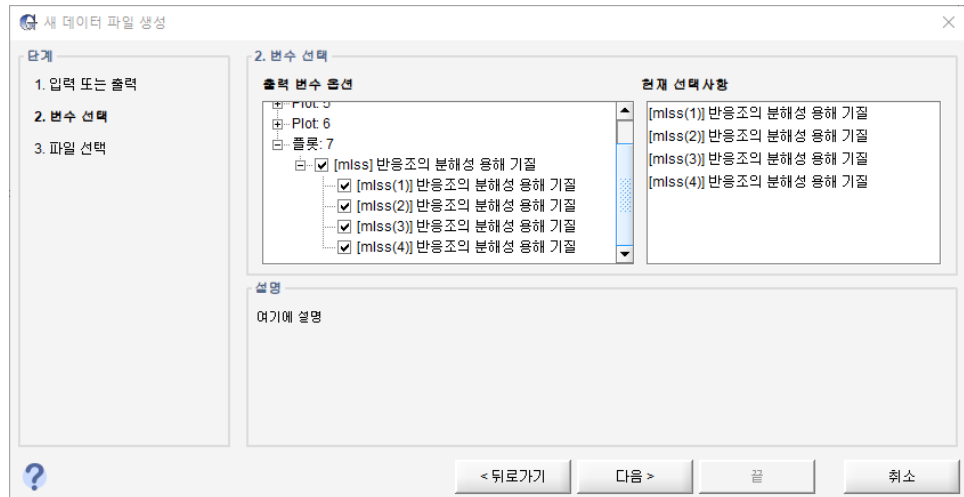 새 데이터 파일 생성
단계
1. 입력 또는 출력
2. 변수 선택
3. 파일 선택
2. 변수 선택
출력 변수 옵션
Plot: 5
Plot: 6
플롯: 7
[mlss] 반응조의 분해성 용해 기질
[mlss(1)] 반응조의 분해성 용해 기질
[mlss(2)] 반응조의 분해성 용해 기질
[mlss(3)] 반응조의 분해성 용해 기질
[mlss(4)] 반응조의 분해성 용해 기질
현재 선택사항
[mlss(1)] 반응조의 분해성 용해 기질
[mlss(2)] 반응조의 분해성 용해 기질
[mlss(3)] 반응조의 분해성 용해 기질
[mlss(4)] 반응조의 분해성 용해 기질
설명
여기에 설명
?
< 뒤로가기
다음 >
끝
취소